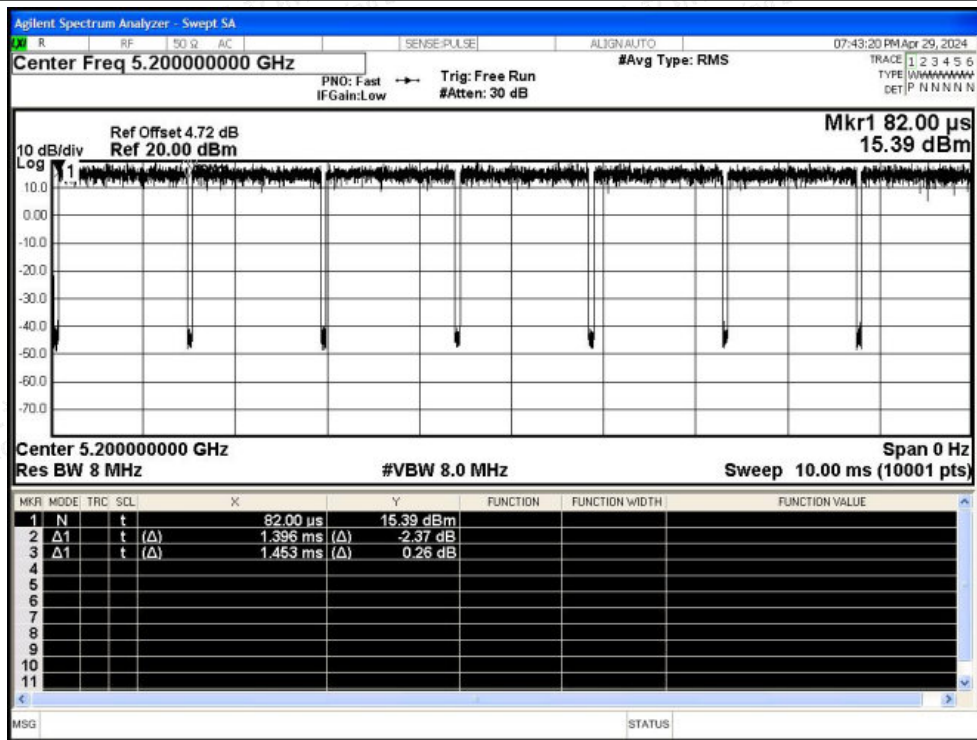 Agilent Spectrum Analyzer - Swept SA
LXI R RF 50 Ω AC SENSE:PULSE ALIGNAUTO 07:43:20 PM Apr 29, 2024
Center Freq 5.200000000 GHz #Avg Type: RMS TRACE 1 2 3 4 5 6
PNO: Fast Trig: Free Run TYPE WWWWWW
IFGain:Low #Atten: 30 dB DET P N N N N N
Mkr1 82.00 µs
Ref Offset 4.72 dB
10 dB/div Ref 20.00 dBm 15.39 dBm
Log
1
10.0
0.00
-10.0
-20.0
-30.0
-40.0
-50.0
-60.0
-70.0
Center 5.200000000 GHz Span 0 Hz
Res BW 8 MHz #VBW 8.0 MHz Sweep 10.00 ms (10001 pts)
MKR MODE TRC SCL X Y FUNCTION FUNCTION WIDTH FUNCTION VALUE
1 N t 82.00 µs 15.39 dBm
2 Δ1 t (Δ) 1.396 ms (Δ) -2.37 dB
3 Δ1 t (Δ) 1.453 ms (Δ) 0.26 dB
4
5
6
7
8
9
10
11
MSG STATUS